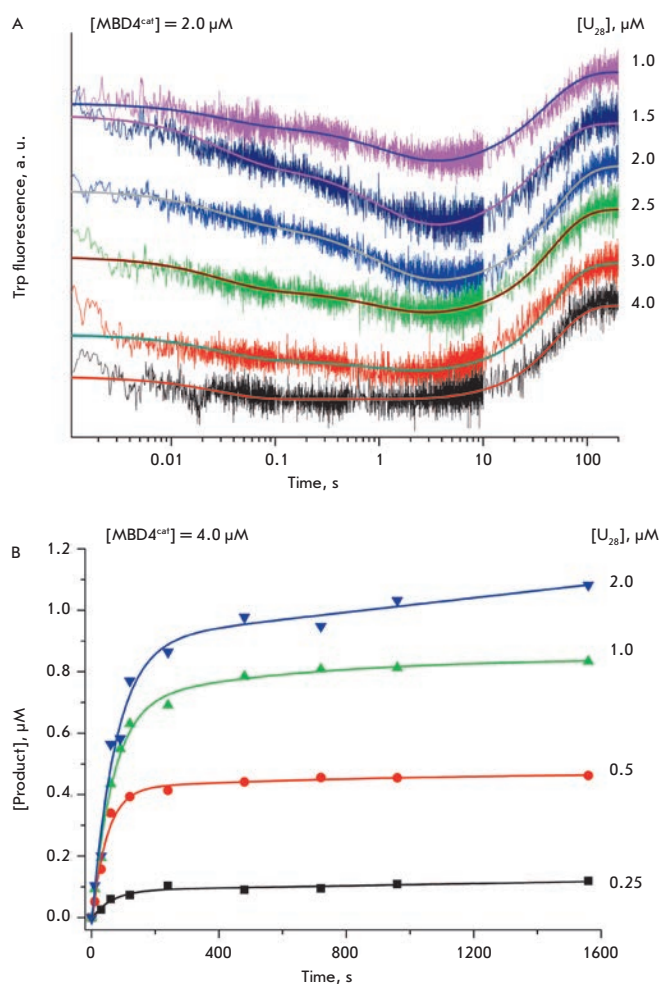 A
[MBD4ᶜᵃᵗ] = 2.0 µM
[U₂₈], µM
1.0
1.5
2.0
2.5
3.0
4.0
Trp fluorescence, a. u.
0.01 0.1 1 10 100
Time, s
B
[MBD4ᶜᵃᵗ] = 4.0 µM
[U₂₈], µM
1.2
1.0
0.8
0.6
0.4
0.2
0.0
2.0
1.0
0.5
0.25
[Product], µM
0 400 800 1200 1600
Time, s